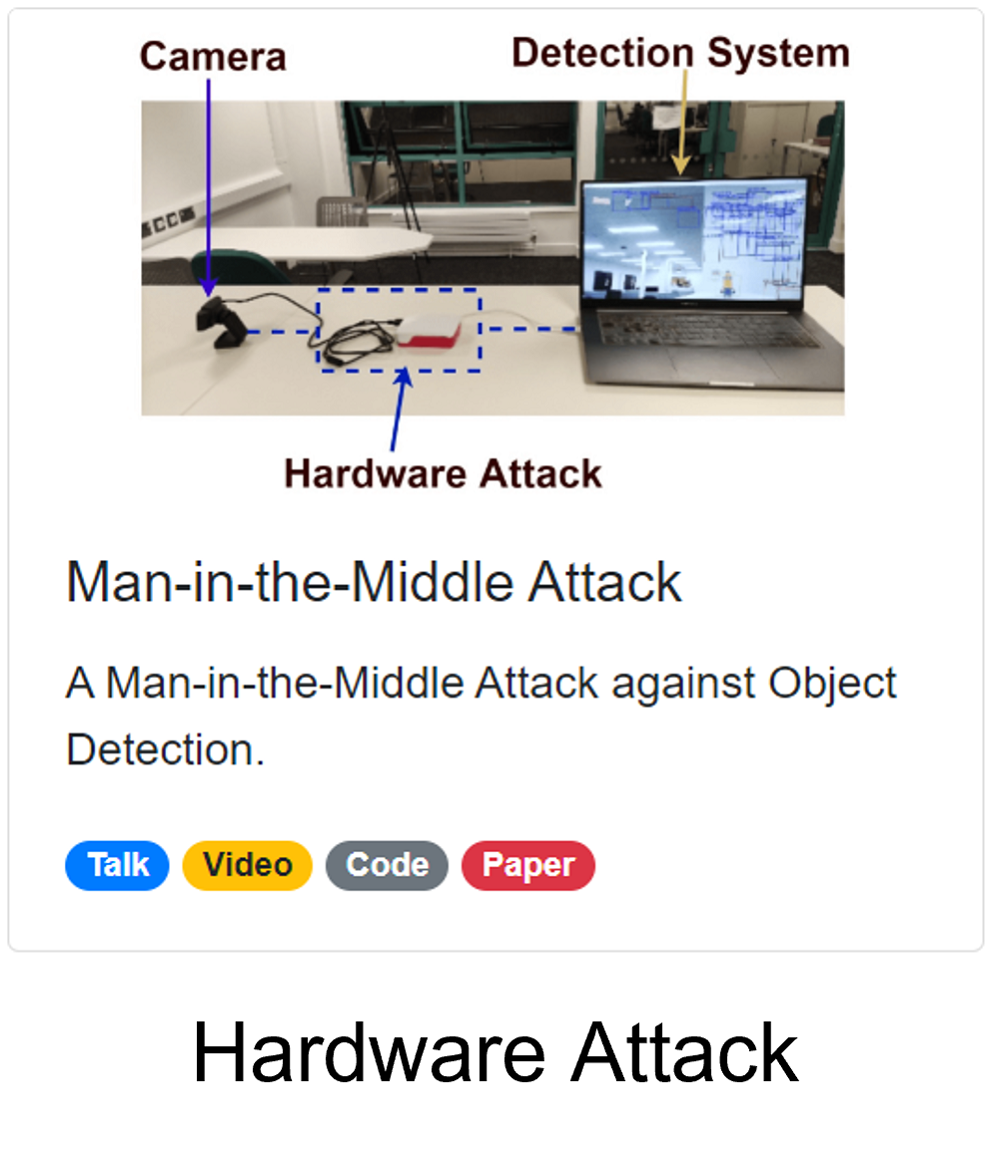 Camera
Detection System
Hardware Attack
Man-in-the-Middle Attack
A Man-in-the-Middle Attack against Object
Detection.
Talk Video Code Paper
Hardware Attack